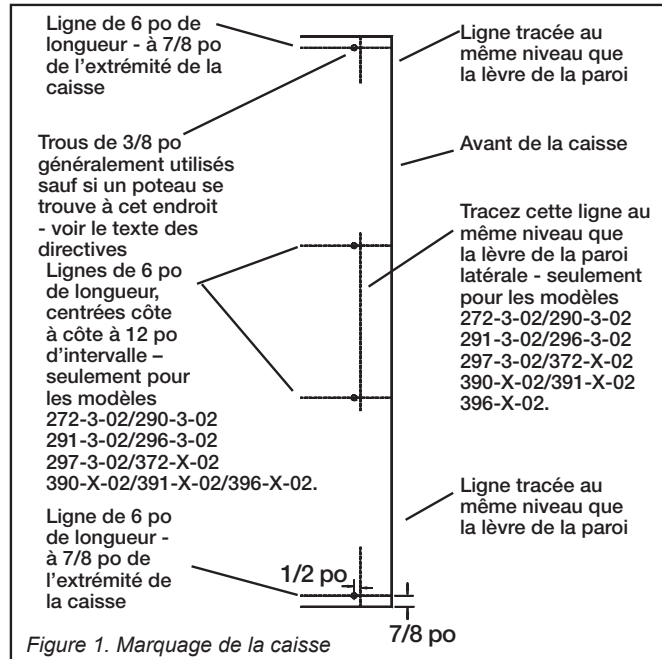 Ligne de 6 po de
longueur - à 7/8 po
de l'extrémité de la
caisse
Trous de 3/8 po
généralement utilisés
sauf si un poteau se
trouve à cet endroit
- voir le texte des
directives
Lignes de 6 po
de longueur,
centrées côte
à côte à 12 po
d'intervalle –
seulement pour
les modèles
272-3-02/290-3-02
291-3-02/296-3-02
297-3-02/372-X-02
390-X-02/391-X-02/396-X-02.
Ligne de 6 po
de longueur -
à 7/8 po de
l'extrémité de
la caisse
1/2 po
Ligne tracée au
même niveau que
la lèvre de la paroi
Avant de la caisse
Tracez cette ligne au
même niveau que
la lèvre de la paroi
latérale - seulement
pour les modèles
272-3-02/290-3-02
291-3-02/296-3-02
297-3-02/372-X-02
390-X-02/391-X-02
396-X-02.
Ligne tracée au
même niveau que
la lèvre de la paroi
7/8 po
Figure 1. Marquage de la caisse